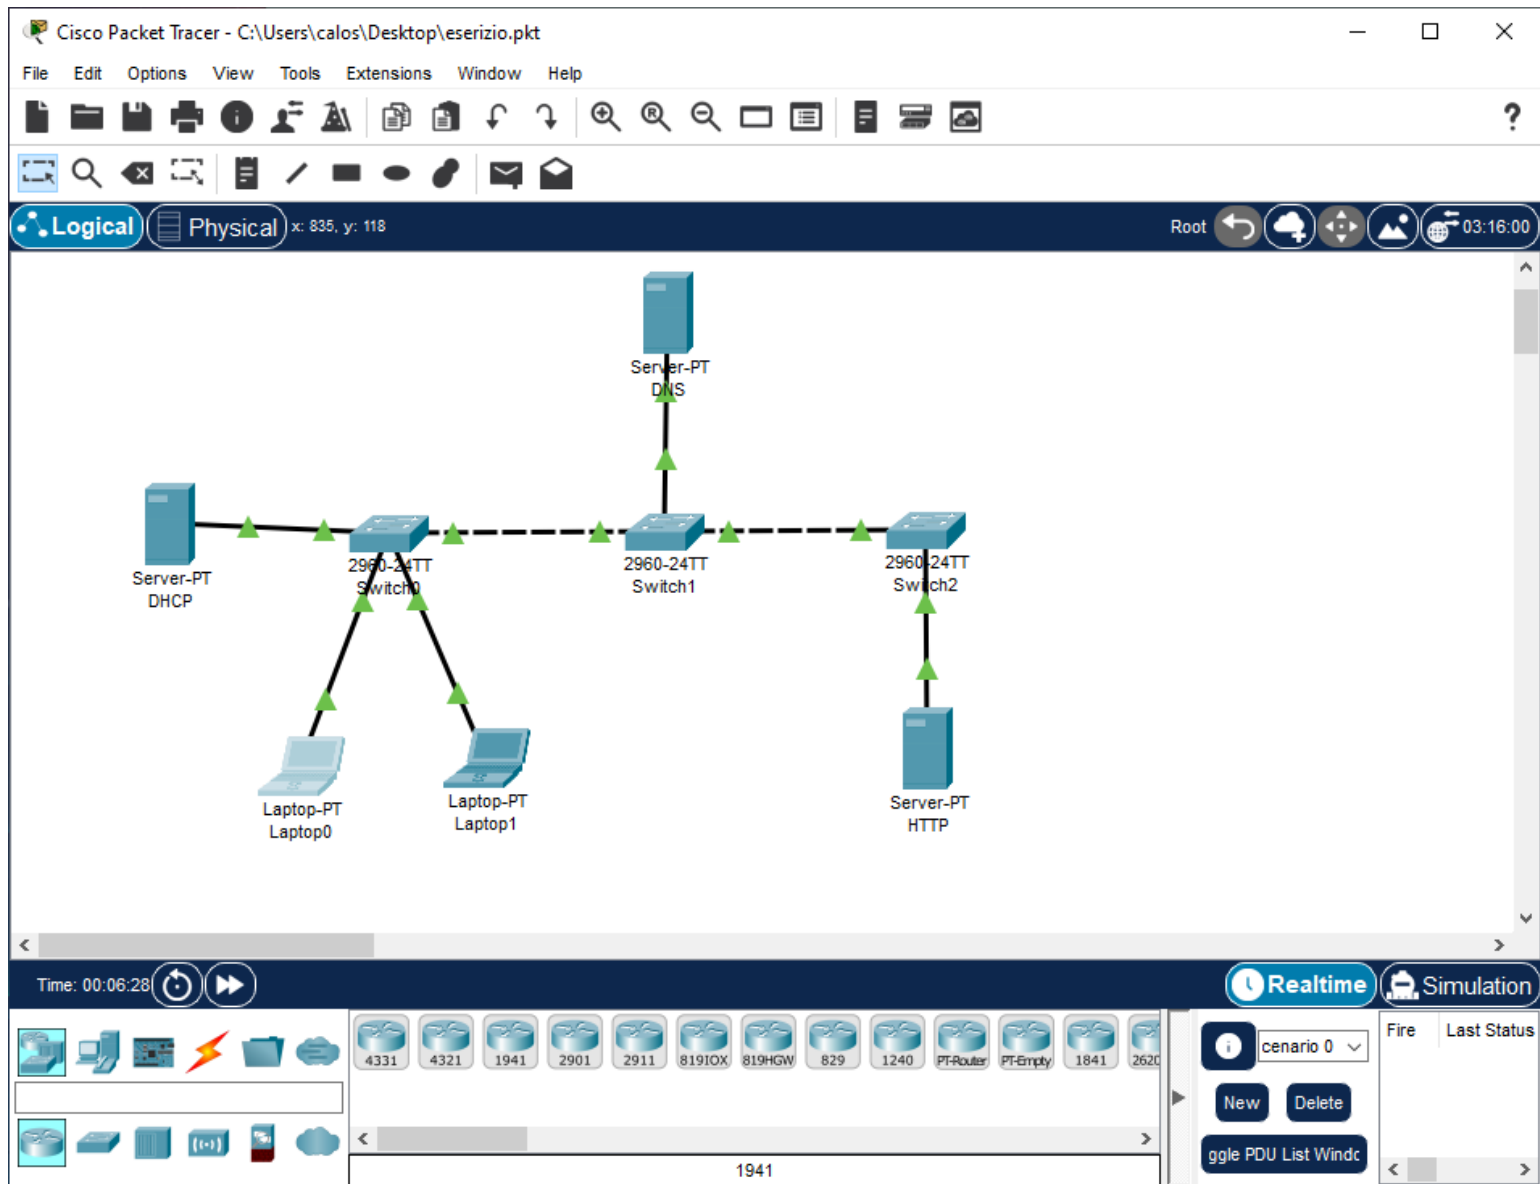 Cisco Packet Tracer - C:\Users\calos\Desktop\eserizio.pkt
File Edit Options View Tools Extensions Window Help
Logical Physical x: 835, y: 118 Root 03:16:00
Server-PT
DNS
Server-PT
DHCP
2960-24TT
Switch0
2960-24TT
Switch1
2960-24TT
Switch2
Laptop-PT
Laptop0
Laptop-PT
Laptop1
Server-PT
HTTP
Time: 00:06:28 Realtime Simulation
4331 4321 1941 2901 2911 819IOX 819HGW 829 1240 PT-Router PT-Empty 1841 2620
cenario 0
Fire Last Status
New Delete
ggle PDU List Windo
1941